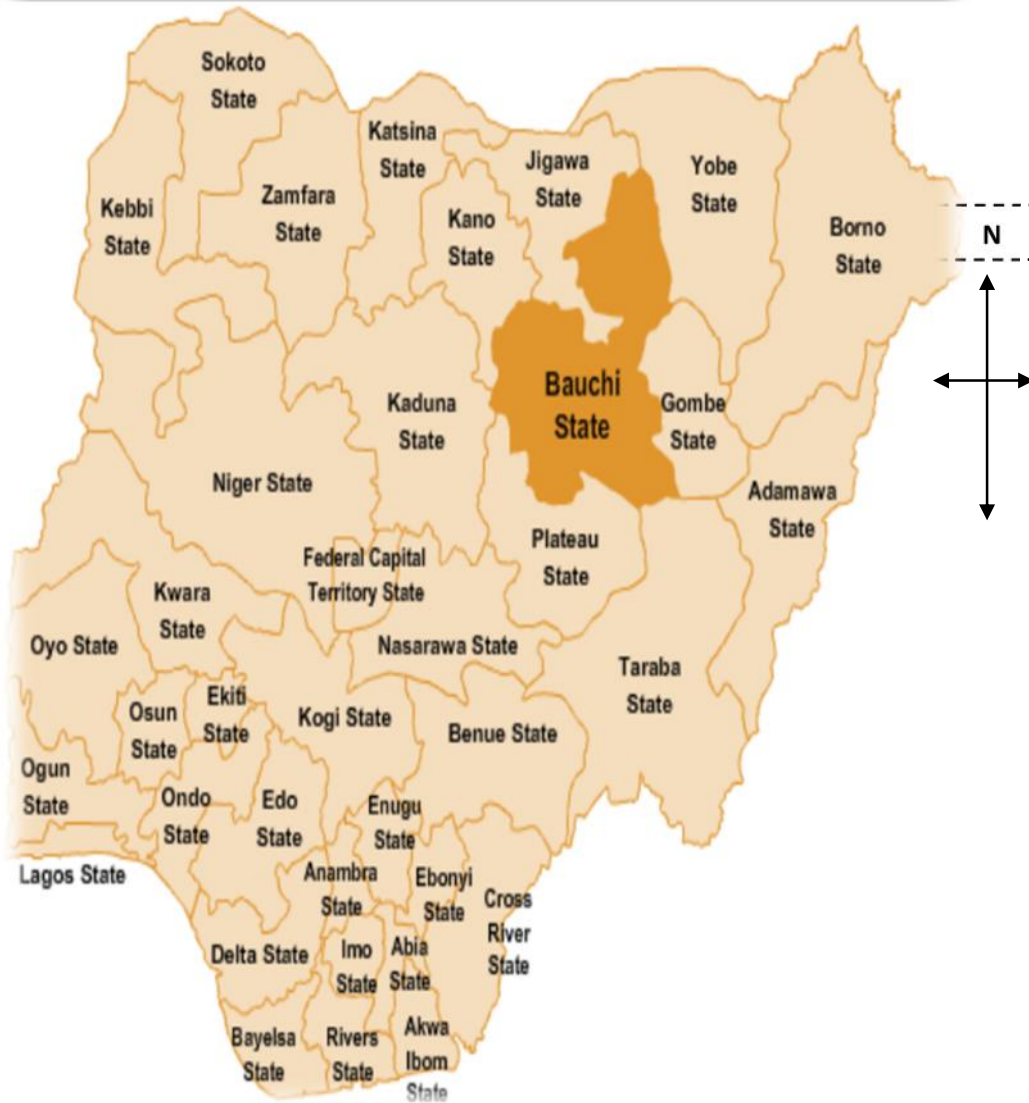 Sokoto
State
Katsina
State
Jigawa
State
Yobe
State
Kebbi
State
Zamfara
State
Kano
State
Borno
State
N
Kaduna
State
Bauchi
State
Gombe
State
Niger State
Adamawa
State
Plateau
State
Federal Capital
Territory State
Kwara
State
Oyo State
Nasarawa State
Taraba
State
Osun
State
Ekiti
State
Kogi State
Benue State
Ogun
State
Ondo
State
Edo
State
Enugu
State
Lagos State
Anambra
State
Ebonyi
State
Cross
River
State
Delta State
Imo
State
Abia
State
Bayelsa
State
Rivers
State
Akwa
Ibom
State